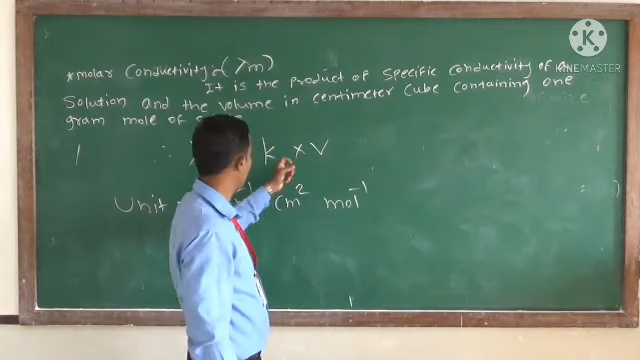 KINEMASTER
*molar Conductivity:-(λm)
It is the product of specific conductivity of a
Solution and the volume in centimeter cube containing one
gram mole of
∴ K × V
Unit cm² mol⁻¹